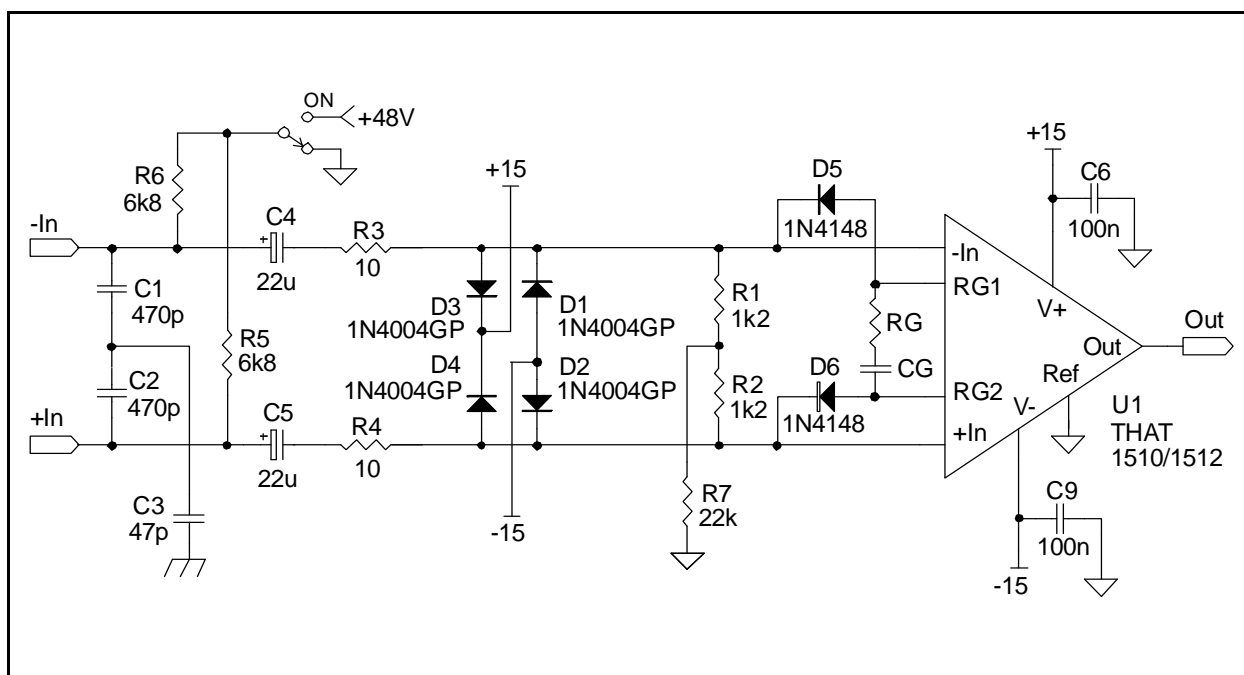 ON
+48V
R6
6k8
-In
C4
+
22u
R3
10
+15
D5
1N4148
+15
C6
100n
C1
470p
R5
6k8
D3
1N4004GP
D1
1N4004GP
R1
1k2
-In
RG1
RG
V+
Out
Out
C2
470p
D4
1N4004GP
D2
1N4004GP
R2
1k2
D6
1N4148
CG
RG2
Ref
+In
V-
U1
THAT
1510/1512
+In
C5
+
22u
R4
10
C3
47p
-15
R7
22k
C9
100n
-15